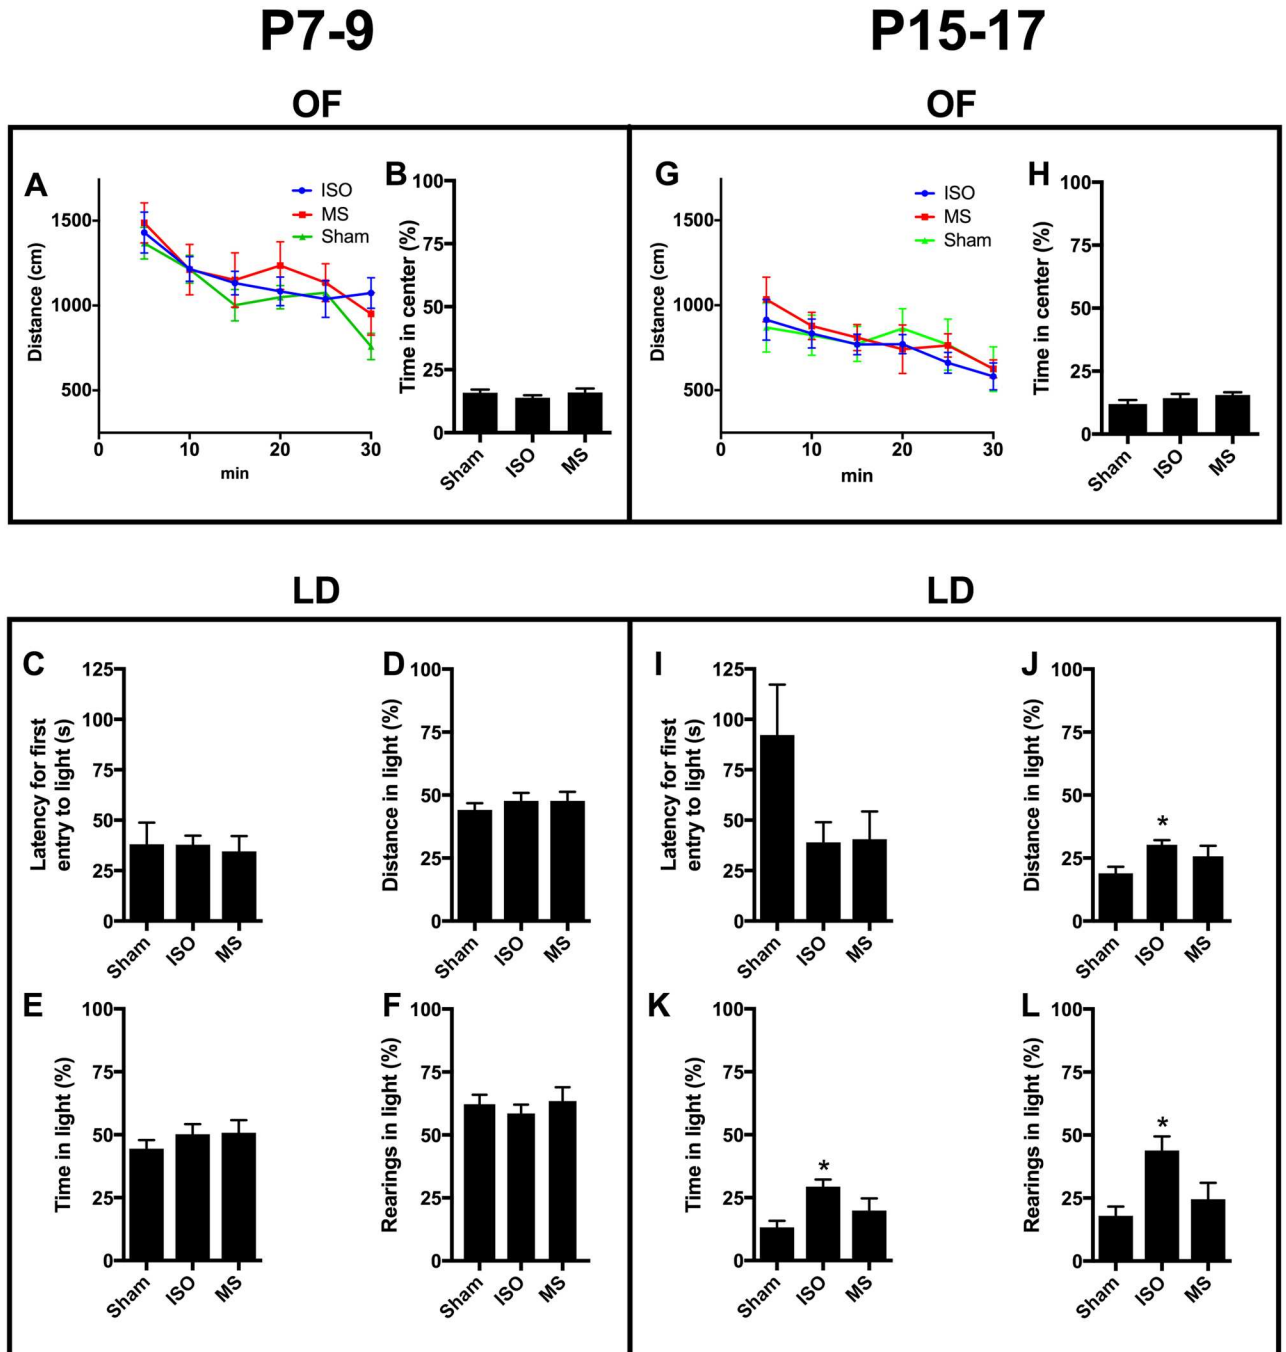 P7-9
P15-17
OF
OF
A
1500
1000
500
0
10
20
30
Distance (cm)
min
ISO
MS
Sham
B
100
75
50
25
0
Time in center (%)
Sham
ISO
MS
G
1500
1000
500
0
10
20
30
Distance (cm)
min
ISO
MS
Sham
H
100
75
50
25
0
Time in center (%)
Sham
ISO
MS
LD
LD
C
125
100
75
50
25
0
Latency for first
entry to light (s)
Sham
ISO
MS
D
100
75
50
25
0
Distance in light (%)
Sham
ISO
MS
I
125
100
75
50
25
0
Latency for first
entry to light (s)
Sham
ISO
MS
J
100
75
50
25
0
Distance in light (%)
*
Sham
ISO
MS
E
100
75
50
25
0
Time in light (%)
Sham
ISO
MS
F
100
75
50
25
0
Rearings in light (%)
Sham
ISO
MS
K
100
75
50
25
0
Time in light (%)
*
Sham
ISO
MS
L
100
75
50
25
0
Rearings in light (%)
*
Sham
ISO
MS